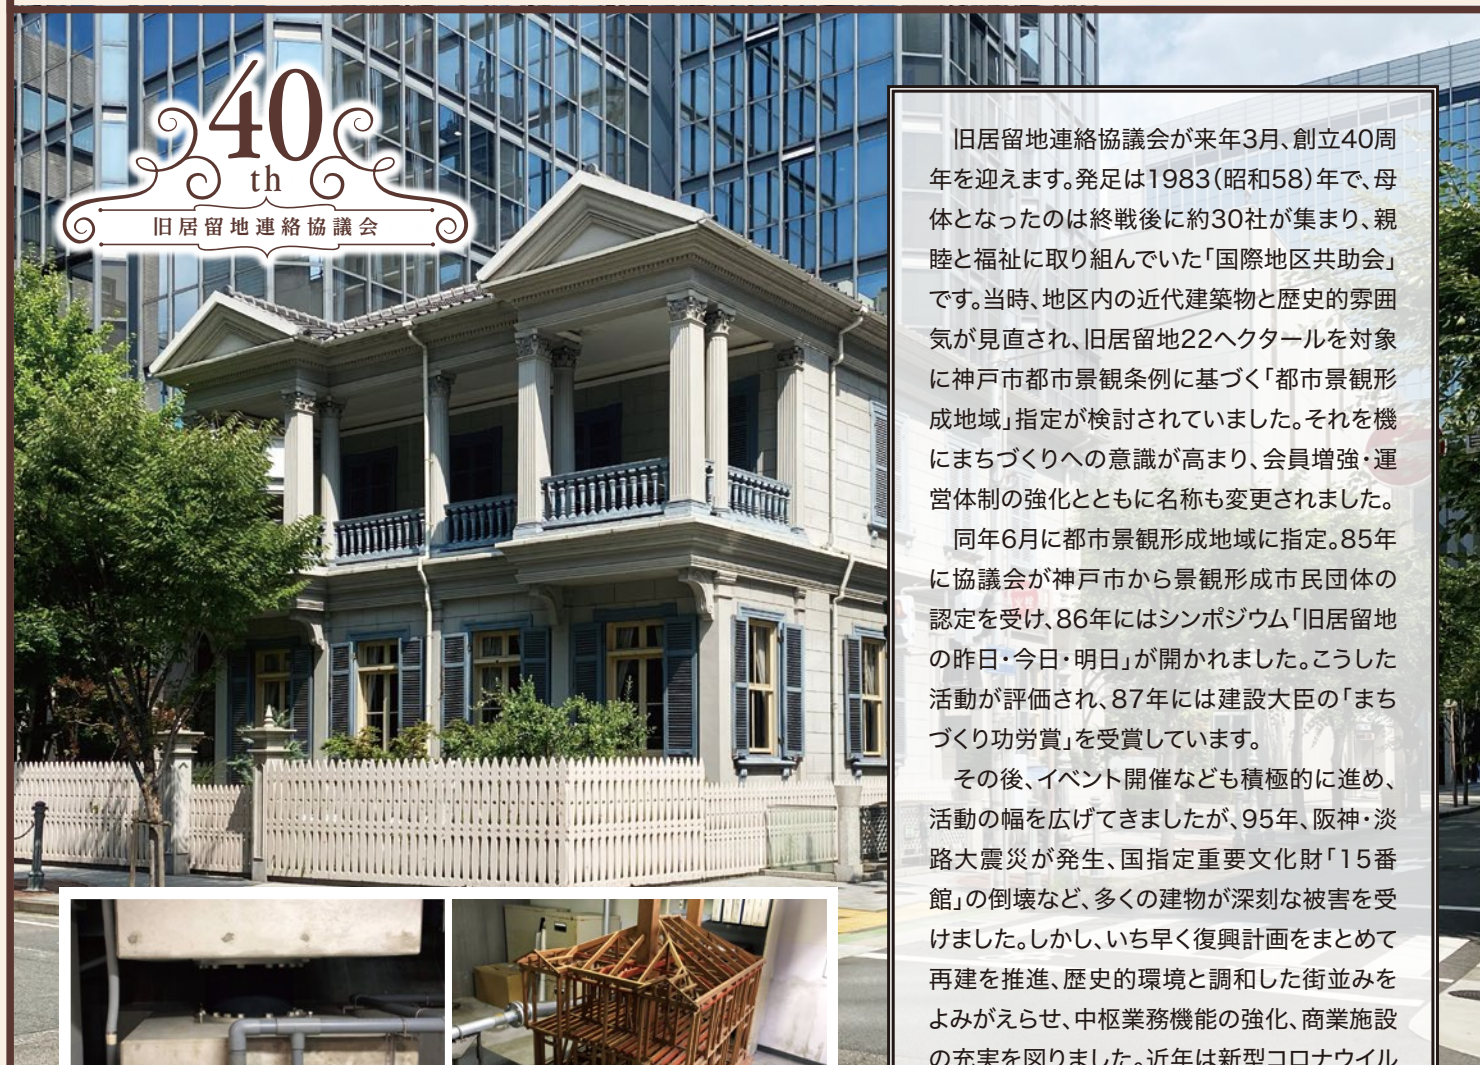 40
th
旧居留地連絡協議会
旧居留地連絡協議会が来年3月、創立40周
年を迎えます。発足は1983(昭和58)年で、母
体となったのは終戦後に約30社が集まり、親
睦と福祉に取り組んでいた「国際地区共助会」
です。当時、地区内の近代建築物と歴史的雰囲
気が見直され、旧居留地22ヘクタールを対象
に神戸市都市景観条例に基づく「都市景観形
成地域」指定が検討されていました。それを機
にまちづくりへの意識が高まり、会員増強・運
営体制の強化とともに名称も変更されました。
同年6月に都市景観形成地域に指定。85年
に協議会が神戸市から景観形成市民団体の
認定を受け、86年にはシンポジウム「旧居留地
の昨日・今日・明日」が開かれました。こうした
活動が評価され、87年には建設大臣の「まち
づくり功労賞」を受賞しています。
その後、イベント開催なども積極的に進め、
活動の幅を広げてきましたが、95年、阪神・淡
路大震災が発生、国指定重要文化財「15番
館」の倒壊など、多くの建物が深刻な被害を受
けました。しかし、いち早く復興計画をまとめて
再建を推進、歴史的環境と調和した街並みを
よみがえらせ、中枢業務機能の強化、商業施設
の充実を図りました。近年は新型コロナウイル